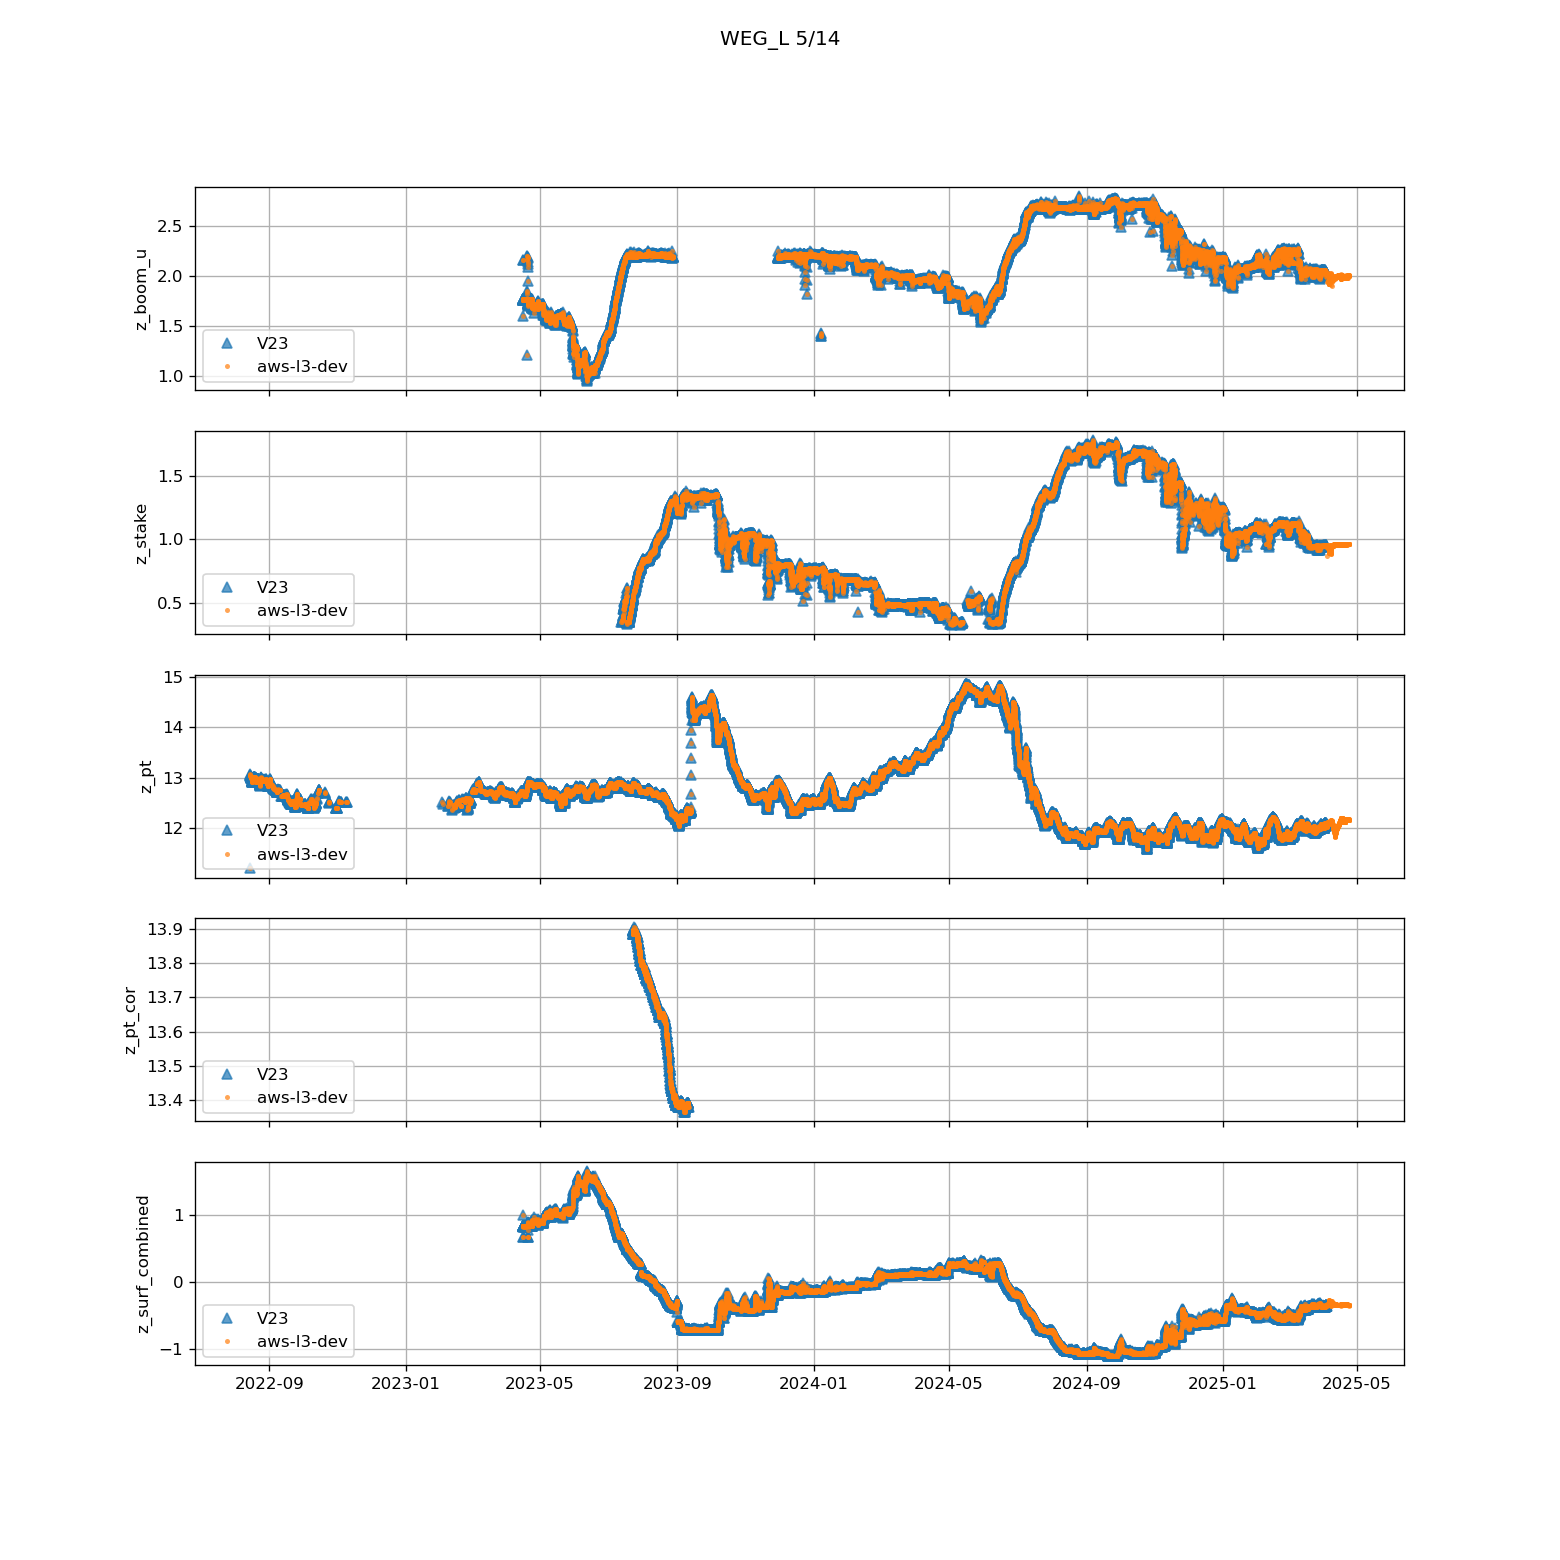 WEG_L 5/14
z_boom_u
2.5
2.0
1.5
1.0
V23
aws-l3-dev
z_stake
1.5
1.0
0.5
V23
aws-l3-dev
z_pt
15
14
13
12
V23
aws-l3-dev
z_pt_cor
13.9
13.8
13.7
13.6
13.5
13.4
V23
aws-l3-dev
z_surf_combined
1
0
−1
V23
aws-l3-dev
2022-09 2023-01 2023-05 2023-09 2024-01 2024-05 2024-09 2025-01 2025-05